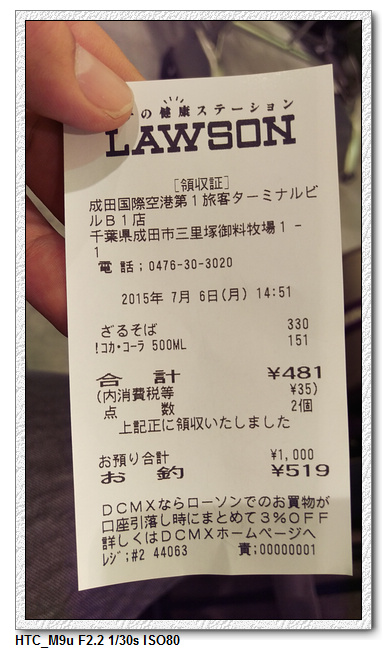 の健康ステーション
LAWSON
[領収証]
成田国際空港第1旅客ターミナルビ
ルB1店
千葉県成田市三里塚御料牧場1-
1
電話;0476-30-3020
2015年 7月 6日(月) 14:51
ざるそば 330
!コカ・コーラ 500ML 151
合計 ¥481
(内消費税等 ¥35)
点数 2個
上記正に領収いたしました
お預り合計 ¥1,000
お釣 ¥519
DCMXならローソンでのお買物が
口座引落し時にまとめて3%OFF
詳しくはDCMXホームページへ
レジ;#2 44063 責;00000001
HTC_M9u F2.2 1/30s ISO80